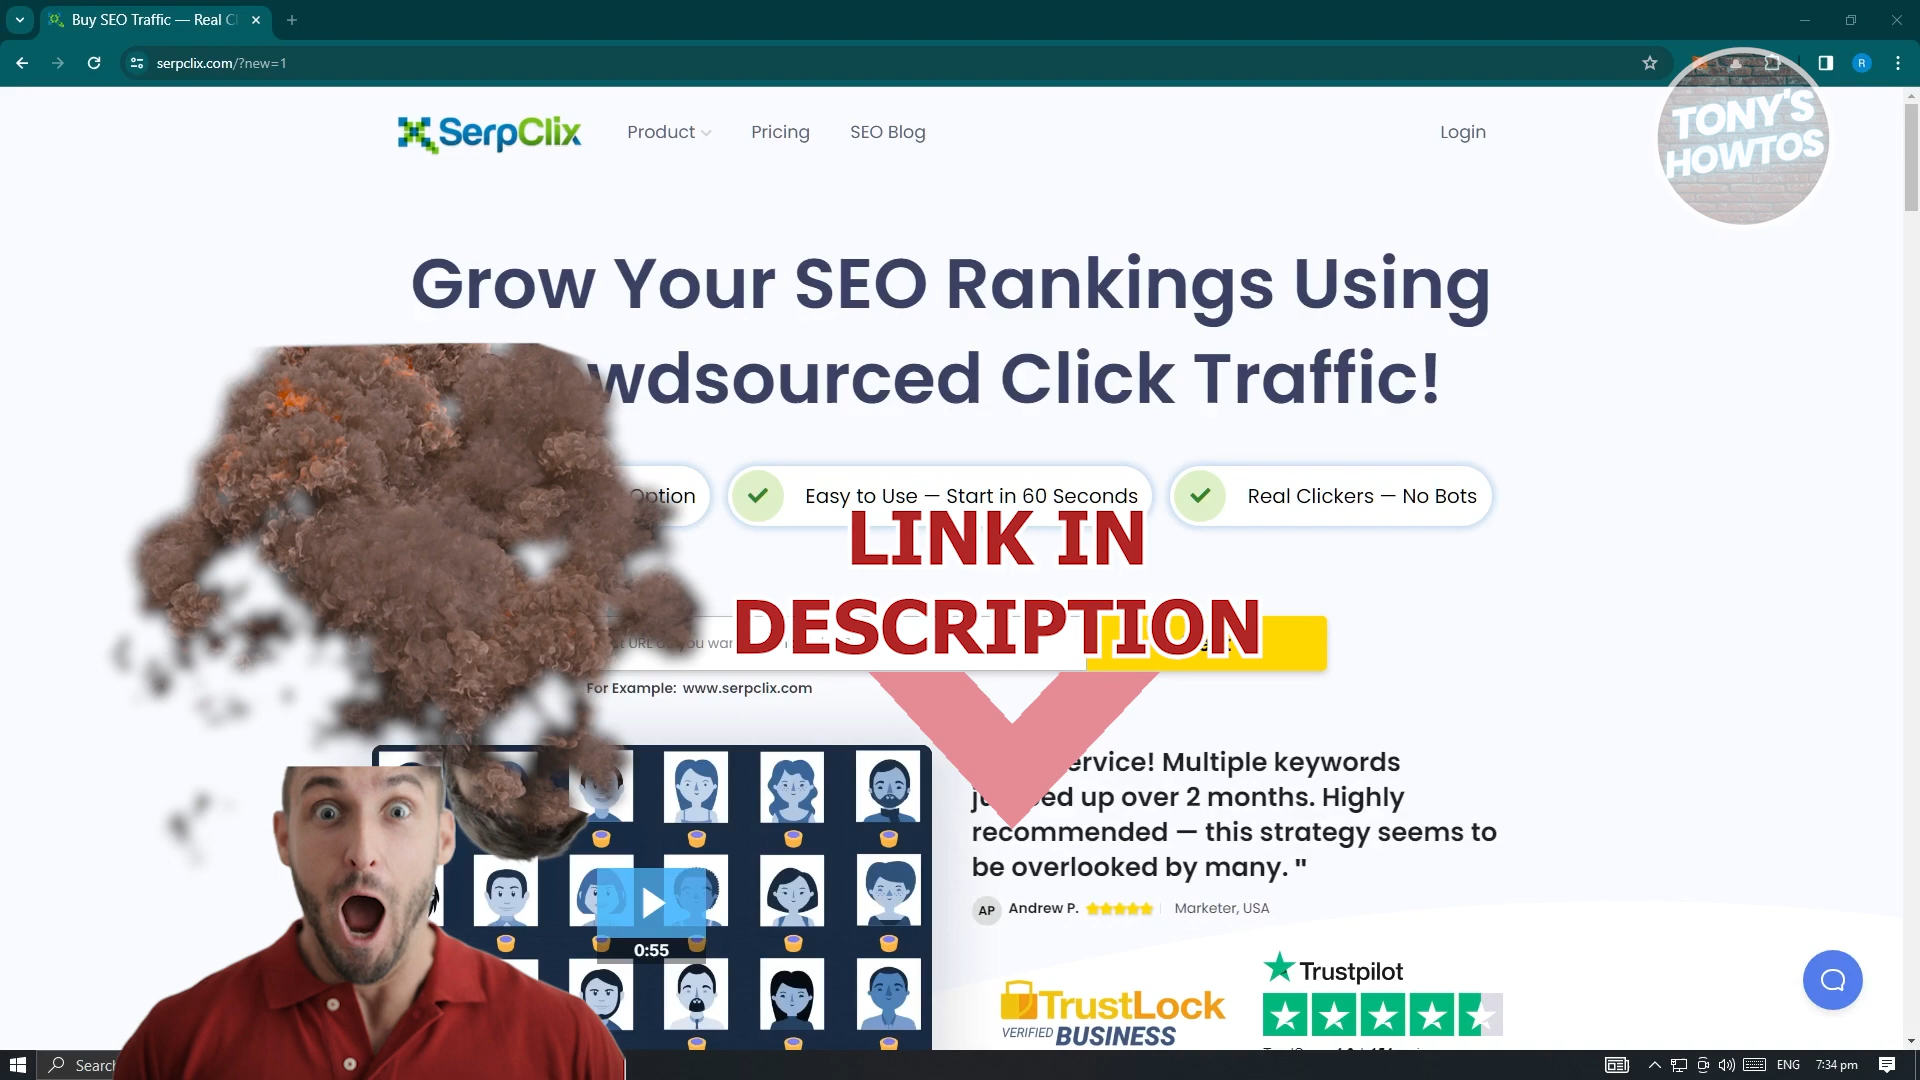 Buy SEO Traffic — Real Cl
serpclix.com/?new=1
R
SerpClix
Product
Pricing
SEO Blog
Login
TONY'S
HOWTOS
Grow Your SEO Rankings Using
wdsourced Click Traffic!
Option
Easy to Use — Start in 60 Seconds
Real Clickers — No Bots
LINK IN
DESCRIPTION
URL
For Example: www.serpclix.com
ervice! Multiple keywords
ed up over 2 months. Highly
recommended — this strategy seems to
be overlooked by many. "
AP
Andrew P.
Marketer, USA
0:55
Trustpilot
TrustLock
VERIFIED BUSINESS
Search
ENG
7:34 pm